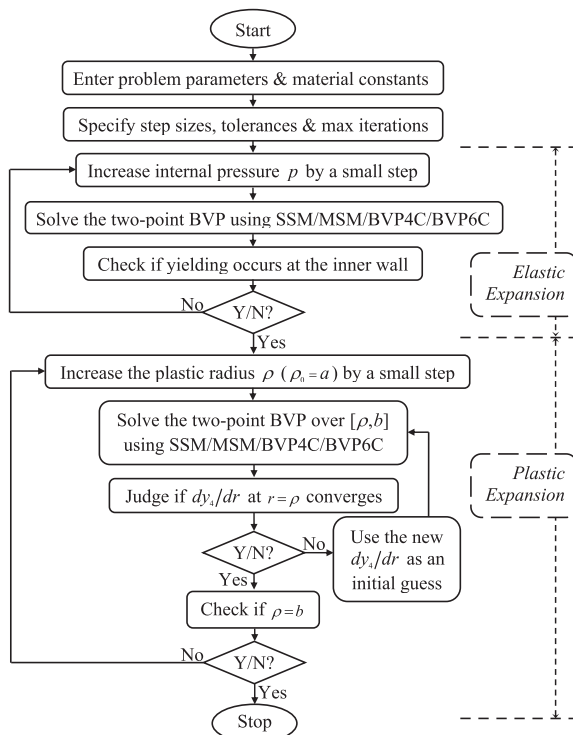 Start
Enter problem parameters & material constants
Specify step sizes, tolerances & max iterations
Increase internal pressure p by a small step
Solve the two-point BVP using SSM/MSM/BVP4C/BVP6C
Check if yielding occurs at the inner wall
No
Y/N?
Yes
Elastic
Expansion
Increase the plastic radius ρ (ρ₀=a) by a small step
Solve the two-point BVP over [ρ,b]
using SSM/MSM/BVP4C/BVP6C
Judge if dy₄/dr at r=ρ converges
Y/N?
No
Yes
Use the new
dy₄/dr as an
initial guess
Plastic
Expansion
Check if ρ=b
No
Y/N?
Yes
Stop